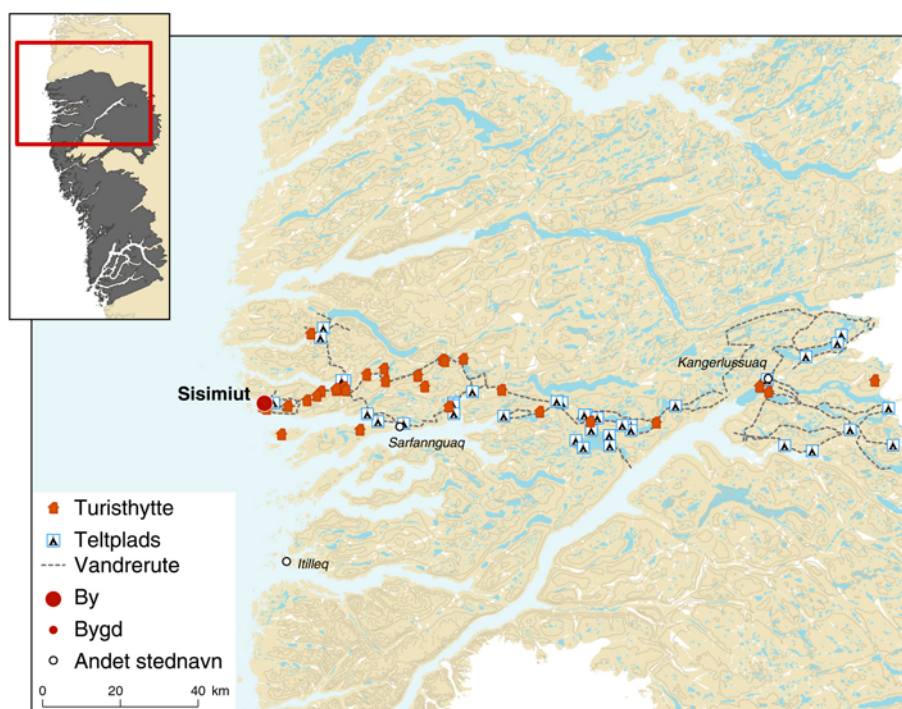 Kangerlussuaq
Sisimiut
Sarfannguaq
Turisthytte
Teltplads
Vandrerute
Itilleq
By
Bygd
Andet stednavn
0 20 40 km